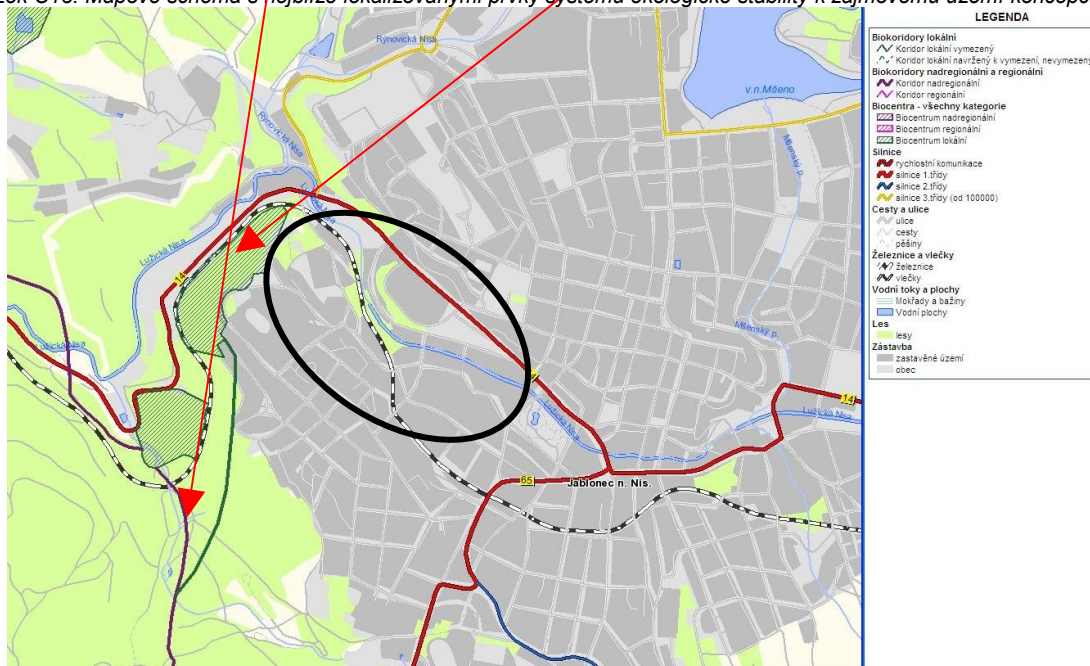 Mapové schéma s nejblíže lokalizovanými prvky systému ekologické stability k zájmovému území
LEGENDA
Biokoridory lokální
Koridor lokální vymezený
Koridor lokální navržený k vymezení, nevymezený
Biokoridory nadregionální a regionální
Koridor nadregionální
Koridor regionální
Biocentra - všechny kategorie
Biocentrum nadregionální
Biocentrum regionální
Biocentrum lokální
Silnice
rychlostní komunikace
silnice 1.třídy
silnice 2.třídy
silnice 3.třídy (od 100000)
Cesty a ulice
ulice
cesty
pěšiny
Železnice a vlečky
železnice
vlečky
Vodní toky a plochy
Mokřady a bažiny
Vodní plochy
Les
lesy
Zástavba
zastavěné území
obec
Rýnovická Nisa
v.n.Mšeno
Rýnovická Nisa
Mšenský p.
Lužická Nisa
Lužická Nisa
14
Lužická Nisa
Mšenský p.
14
Lužická Nisa
Lužická Nisa
65
Jablonec n. Nis.